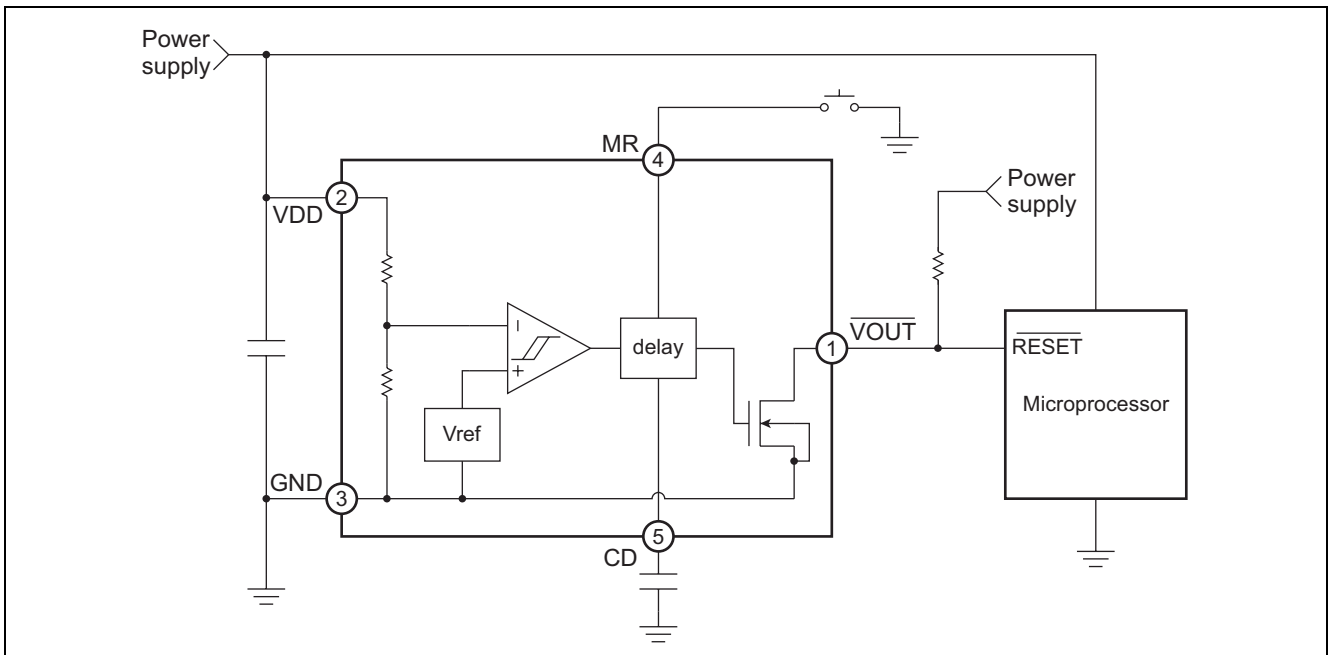 Power
supply
MR
4
2
VDD
Power
supply
−
+
delay
VOUT
1
RESET
Microprocessor
Vref
GND
3
5
CD